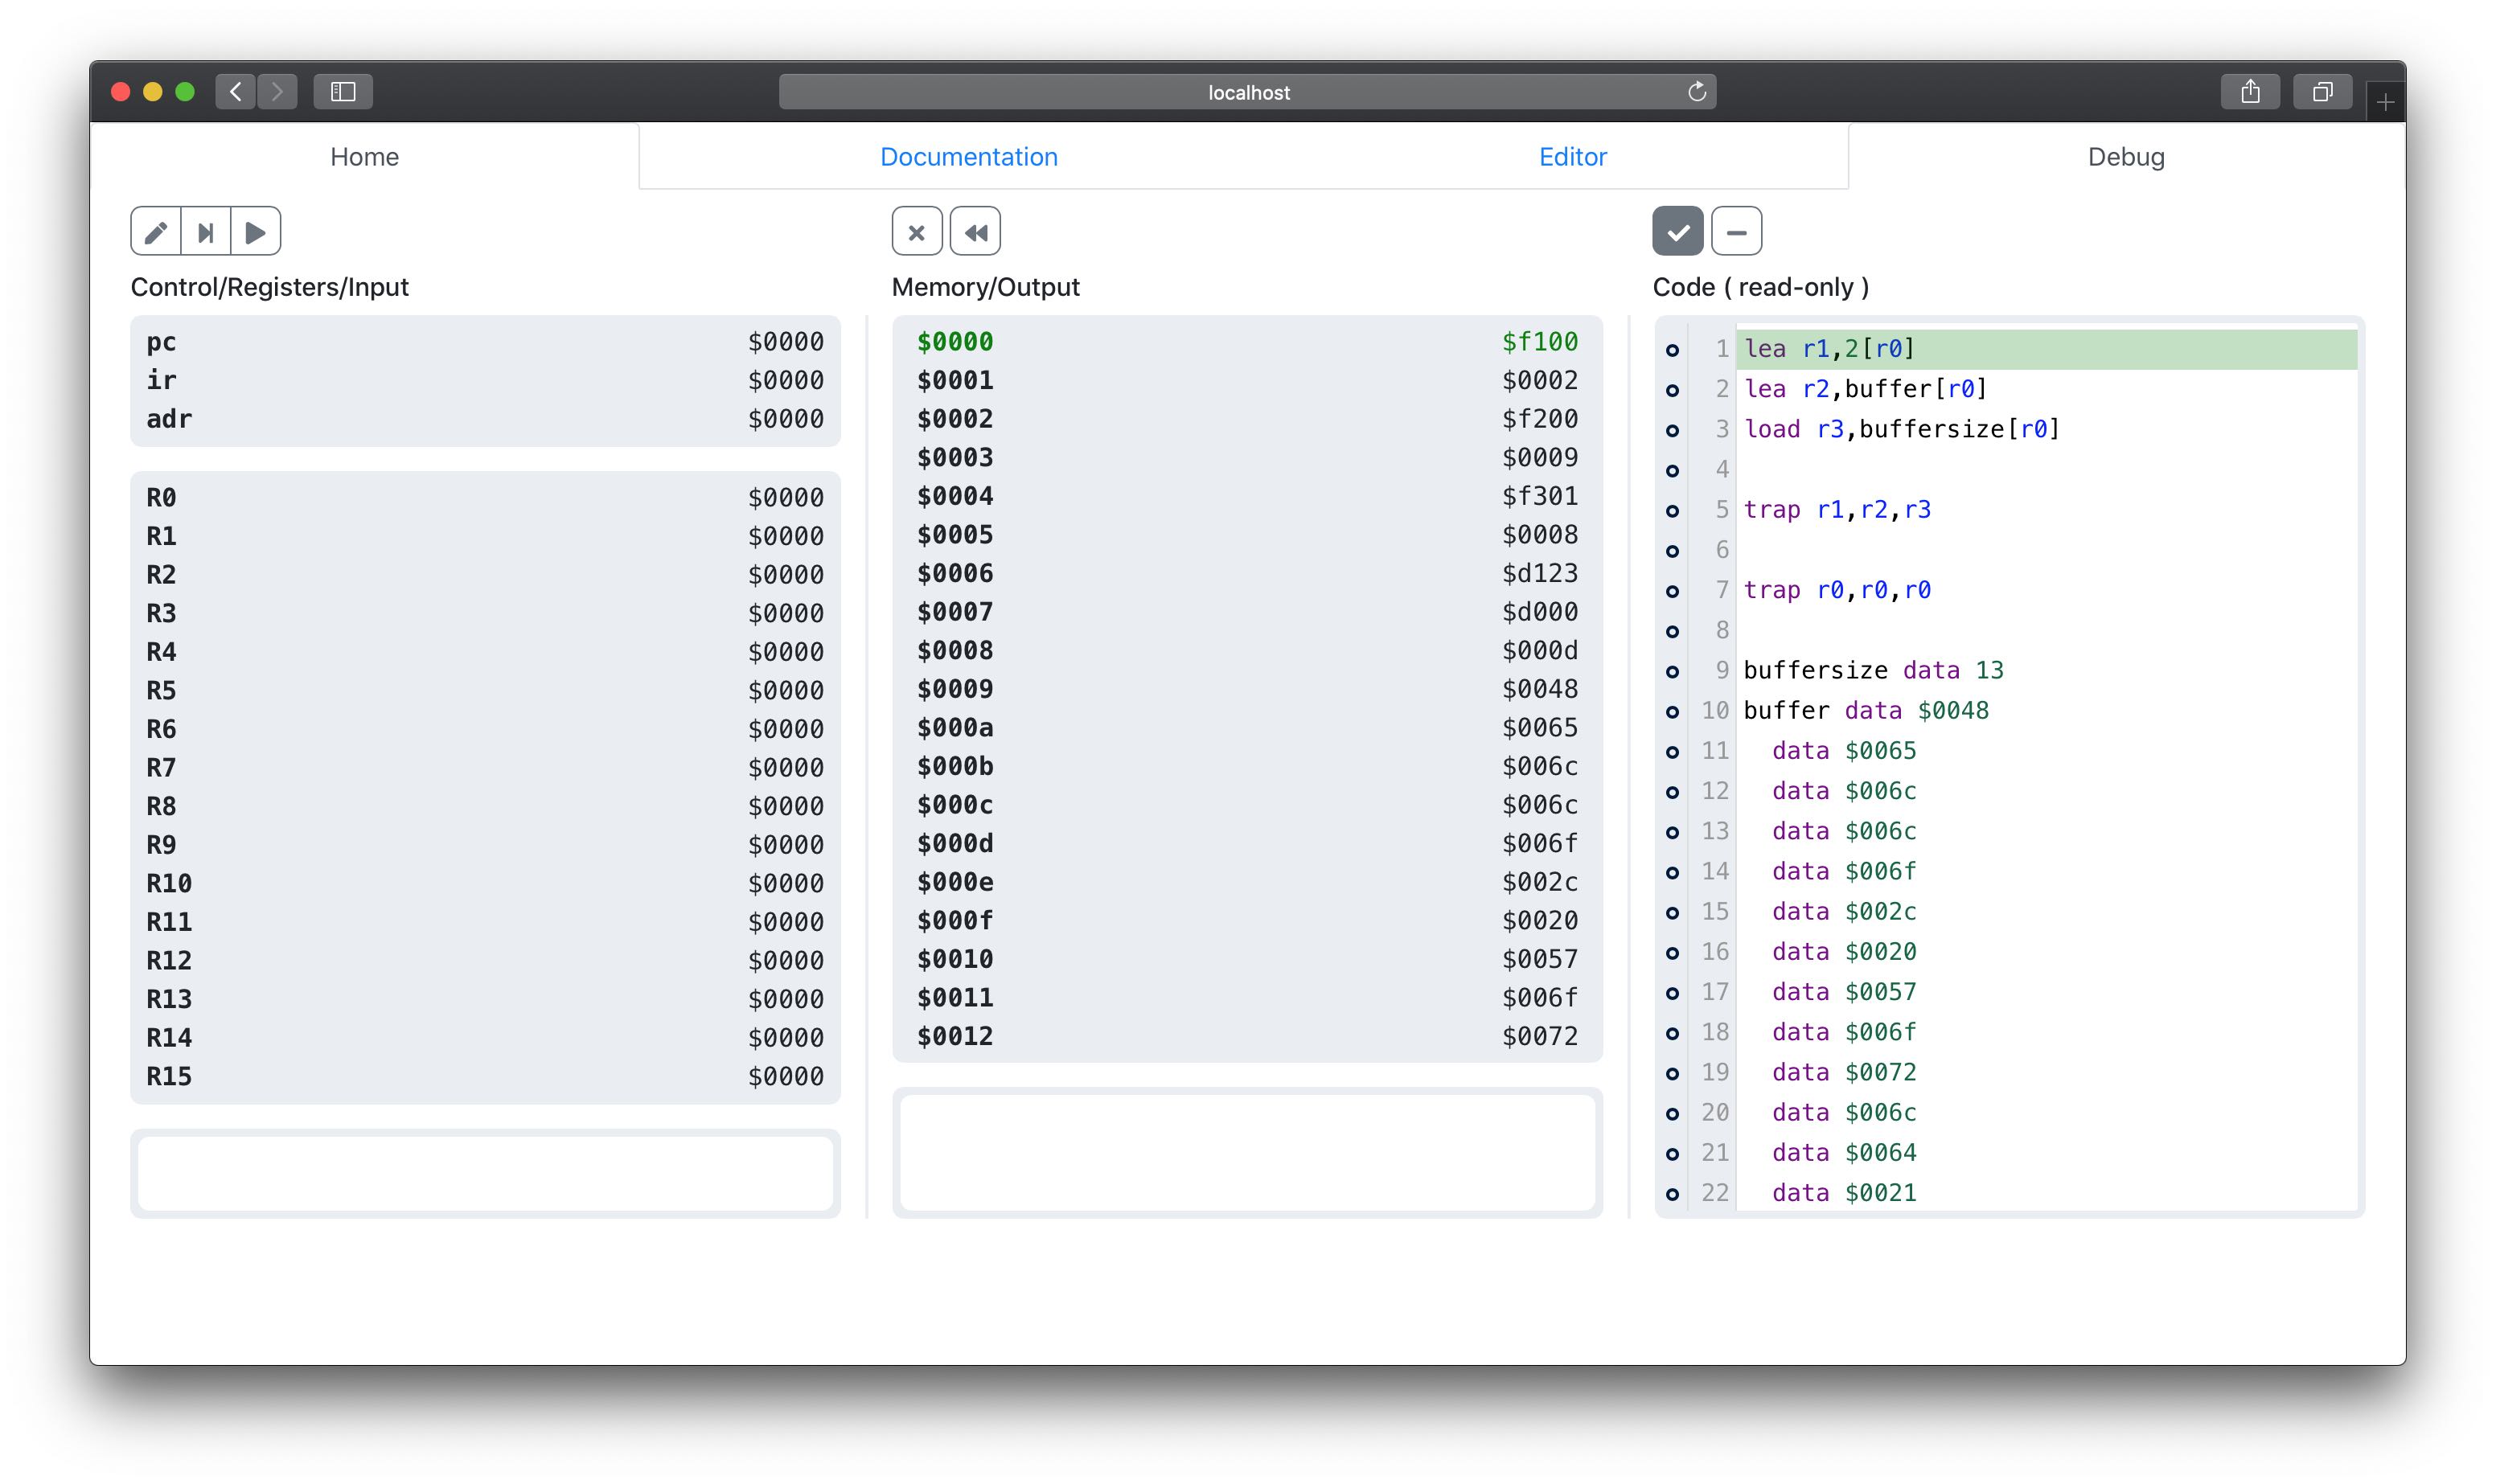 localhost
Home Documentation Editor Debug
Control/Registers/Input
pc $0000
ir $0000
adr $0000
R0 $0000
R1 $0000
R2 $0000
R3 $0000
R4 $0000
R5 $0000
R6 $0000
R7 $0000
R8 $0000
R9 $0000
R10 $0000
R11 $0000
R12 $0000
R13 $0000
R14 $0000
R15 $0000
Memory/Output
$0000 $f100
$0001 $0002
$0002 $f200
$0003 $0009
$0004 $f301
$0005 $0008
$0006 $d123
$0007 $d000
$0008 $000d
$0009 $0048
$000a $0065
$000b $006c
$000c $006c
$000d $006f
$000e $002c
$000f $0020
$0010 $0057
$0011 $006f
$0012 $0072
Code ( read-only )
1 lea r1,2[r0]
2 lea r2,buffer[r0]
3 load r3,buffersize[r0]
4
5 trap r1,r2,r3
6
7 trap r0,r0,r0
8
9 buffersize data 13
10 buffer data $0048
11 data $0065
12 data $006c
13 data $006c
14 data $006f
15 data $002c
16 data $0020
17 data $0057
18 data $006f
19 data $0072
20 data $006c
21 data $0064
22 data $0021